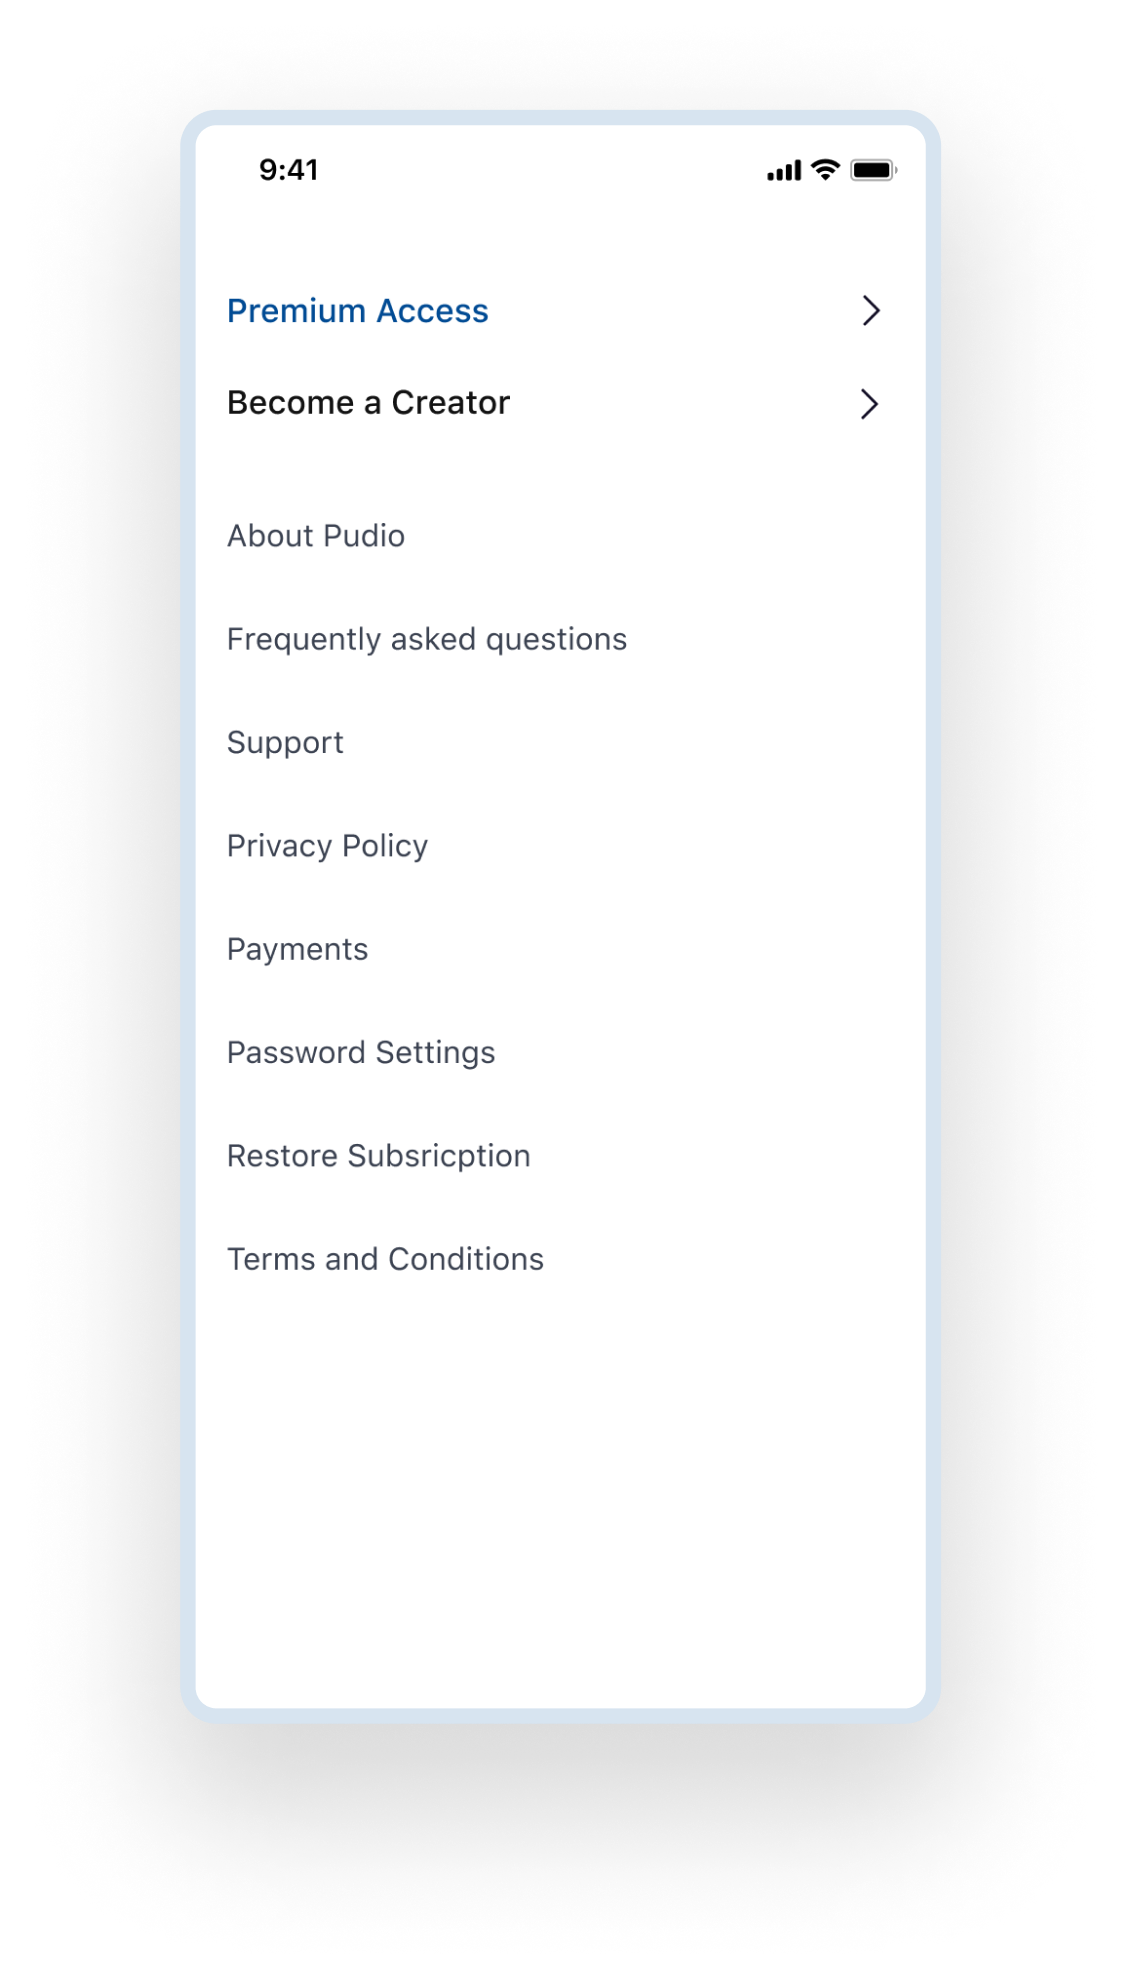 9:41
Premium Access
Become a Creator
About Pudio
Frequently asked questions
Support
Privacy Policy
Payments
Password Settings
Restore Subsricption
Terms and Conditions